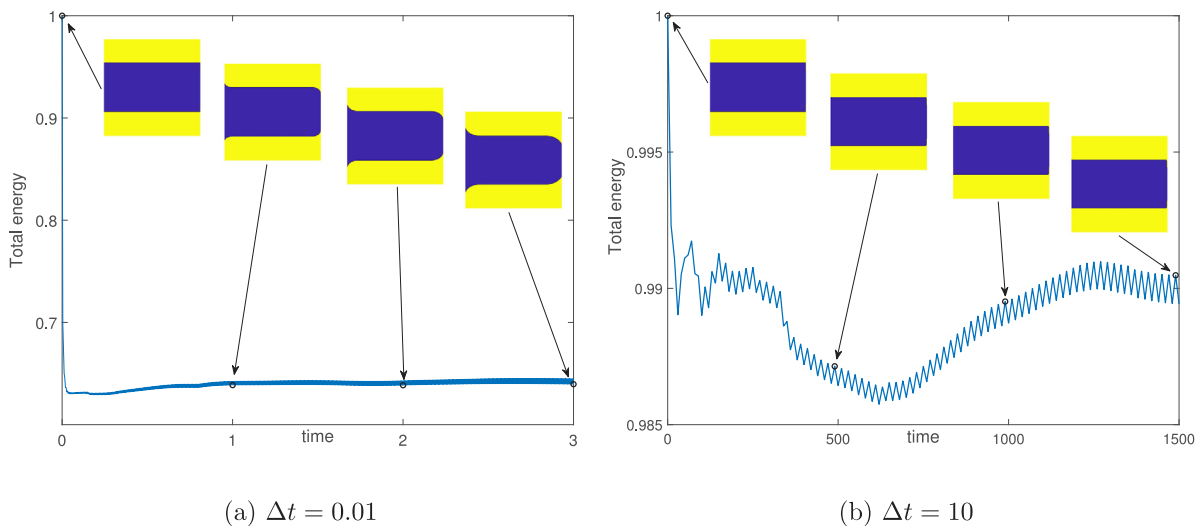 1
0.9
0.8
0.7
Total energy
0
1
2
3
time
(a) Δt = 0.01
1
0.995
0.99
0.985
Total energy
0
500
1000
1500
time
(b) Δt = 10